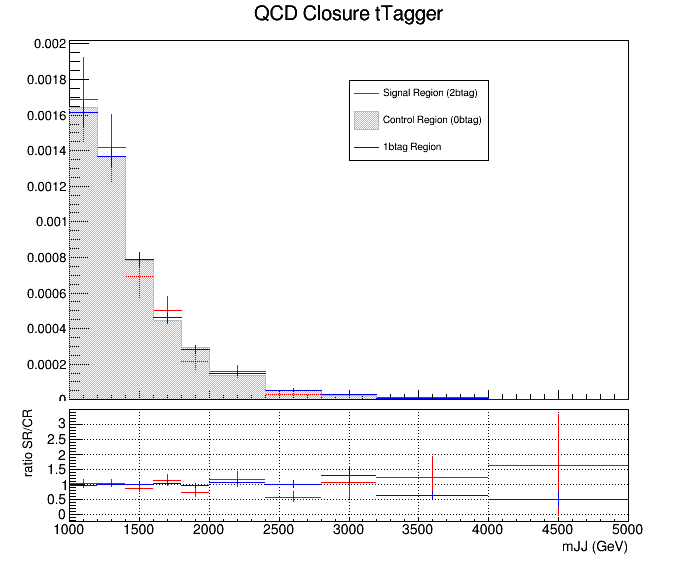 QCD Closure tTagger
0.002
0.0018
0.0016
0.0014
0.0012
0.001
0.0008
0.0006
0.0004
0.0002
0
Signal Region (2btag)
Control Region (0btag)
1btag Region
ratio SR/CR
3
2.5
2
1.5
1
0.5
0
1000 1500 2000 2500 3000 3500 4000 4500 5000
mJJ (GeV)